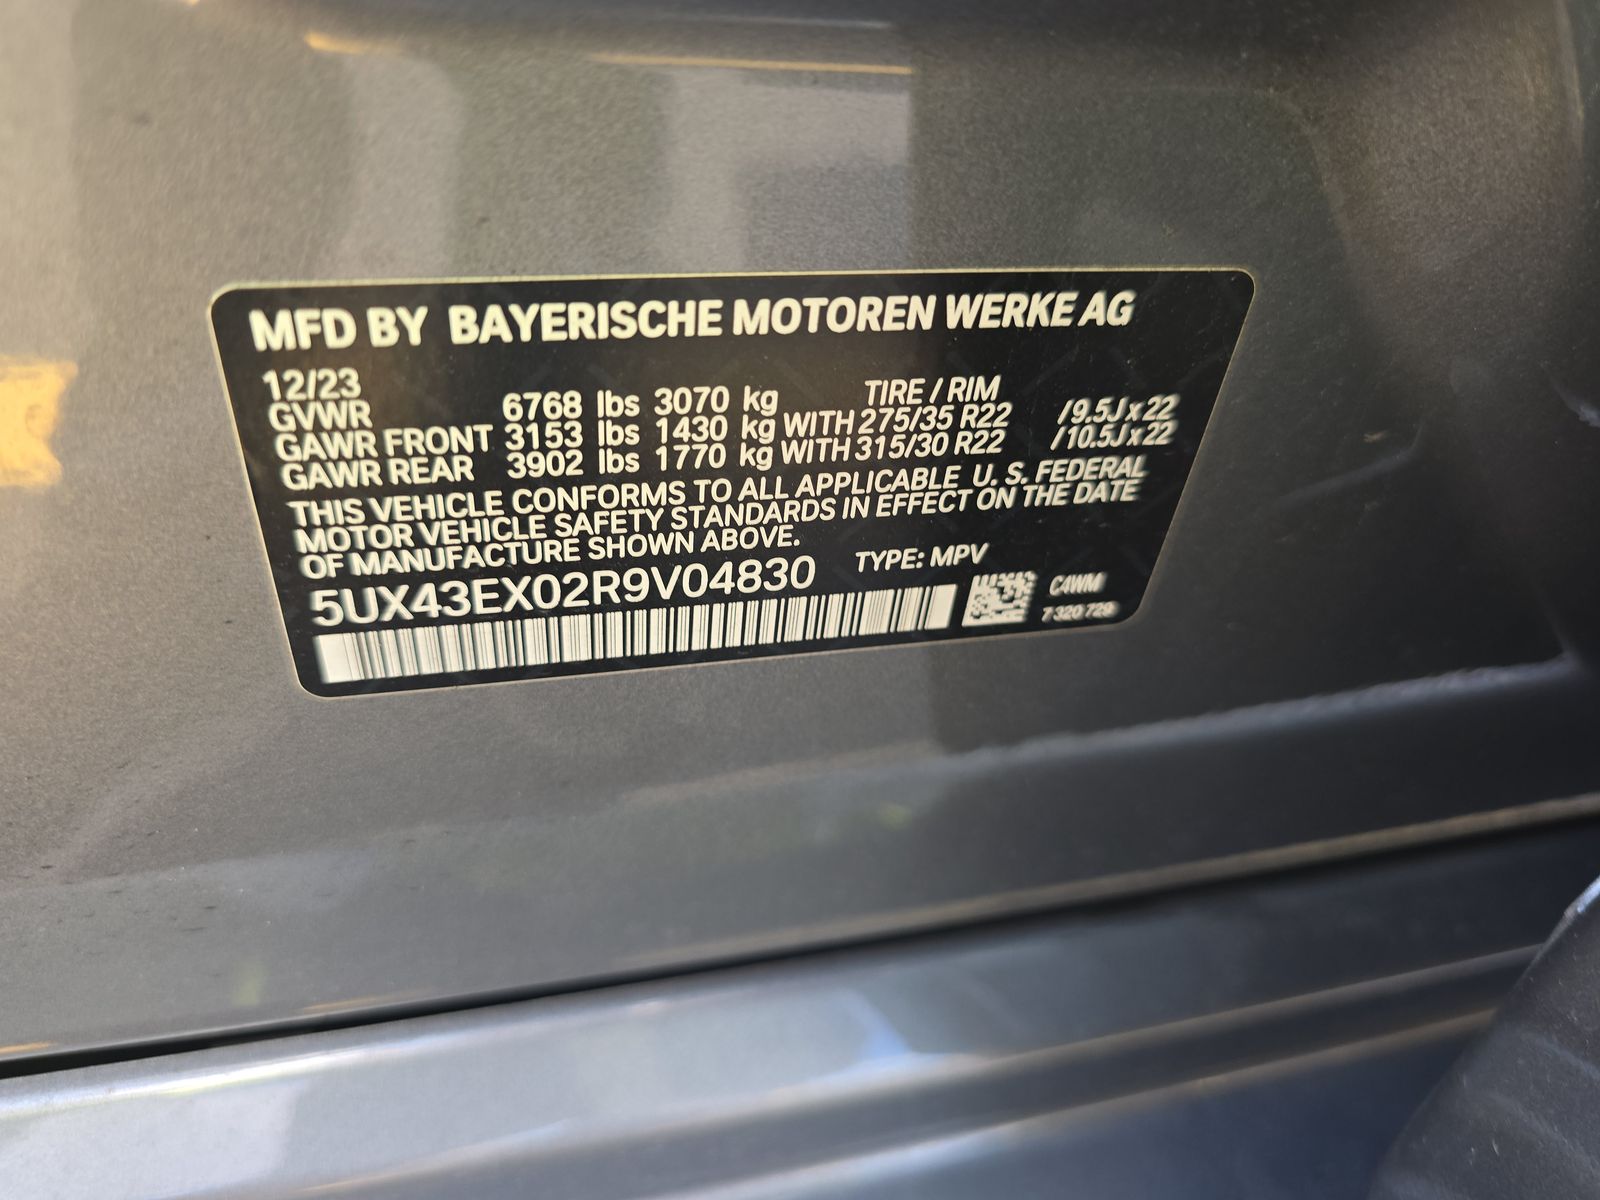 MFD BY BAYERISCHE MOTOREN WERKE AG
12/23
GVWR 6768 lbs 3070 kg TIRE / RIM
GAWR FRONT 3153 lbs 1430 kg WITH 275/35 R22 /9.5J x 22
GAWR REAR 3902 lbs 1770 kg WITH 315/30 R22 /10.5J x 22
THIS VEHICLE CONFORMS TO ALL APPLICABLE U. S. FEDERAL
MOTOR VEHICLE SAFETY STANDARDS IN EFFECT ON THE DATE
OF MANUFACTURE SHOWN ABOVE.
5UX43EX02R9V04830 TYPE: MPV
C4WM
7 320 729